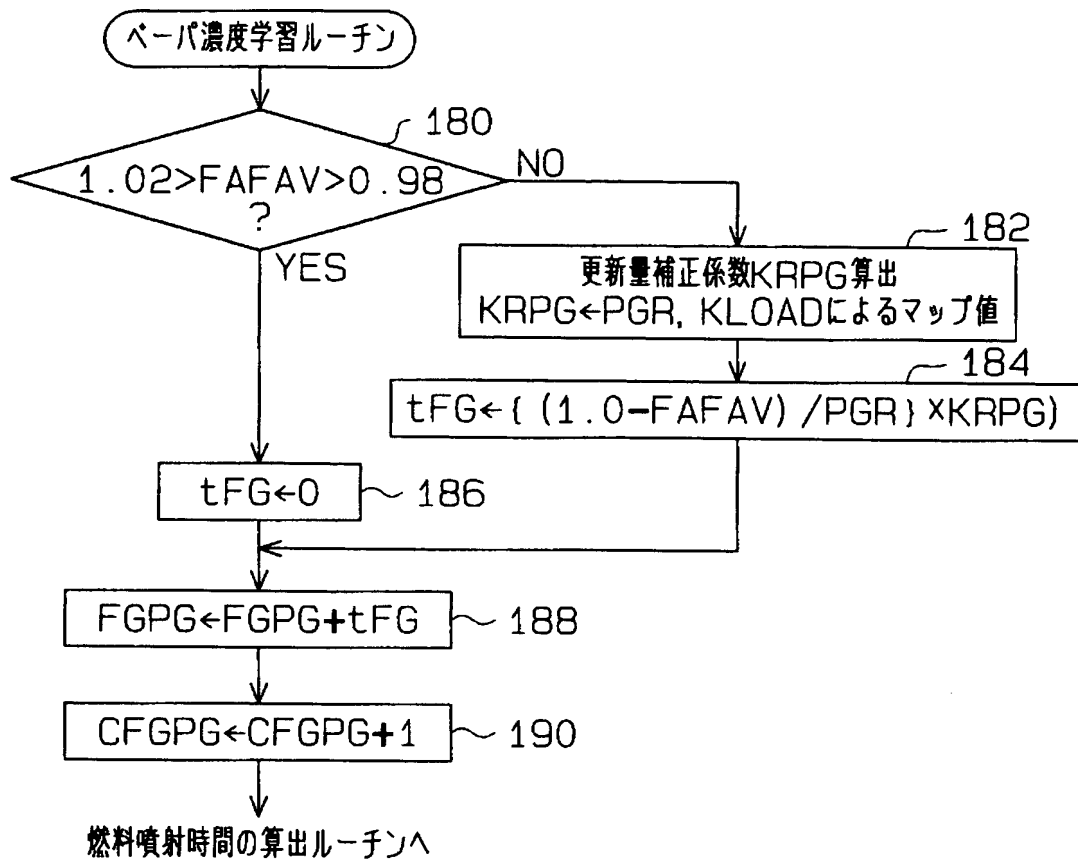 ベーパ濃度学習ルーチン
180
1.02>FAFAV>0.98
?
NO
YES
182
更新量補正係数KRPG算出
KRPG←PGR, KLOADによるマップ値
184
tFG←{(1.0-FAFAV)/PGR}×KRPG)
tFG←0
186
FGPG←FGPG+tFG
188
CFGPG←CFGPG+1
190
燃料噴射時間の算出ルーチンへ